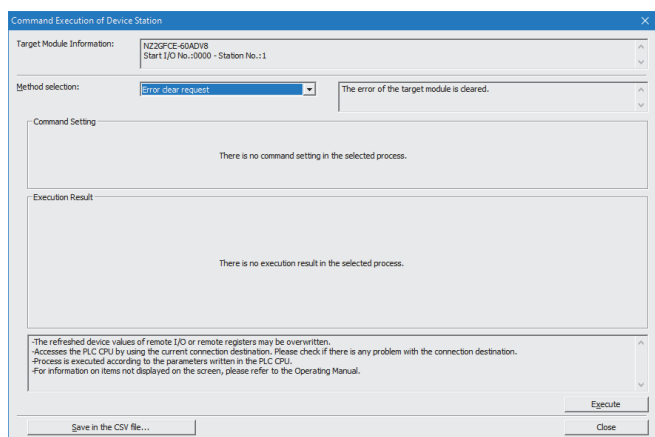 Command Execution of Device Station
Target Module Information:
NZ2GFCE-60ADV8
Start I/O No.:0000 - Station No.:1
Method selection:
Error clear request
The error of the target module is cleared.
Command Setting
There is no command setting in the selected process.
Execution Result
There is no execution result in the selected process.
-The refreshed device values of remote I/O or remote registers may be overwritten.
-Accesses the PLC CPU by using the current connection destination. Please check if there is any problem with the connection destination.
-Process is executed according to the parameters written in the PLC CPU.
-For information on items not displayed on the screen, please refer to the Operating Manual.
Execute
Save in the CSV file...
Close